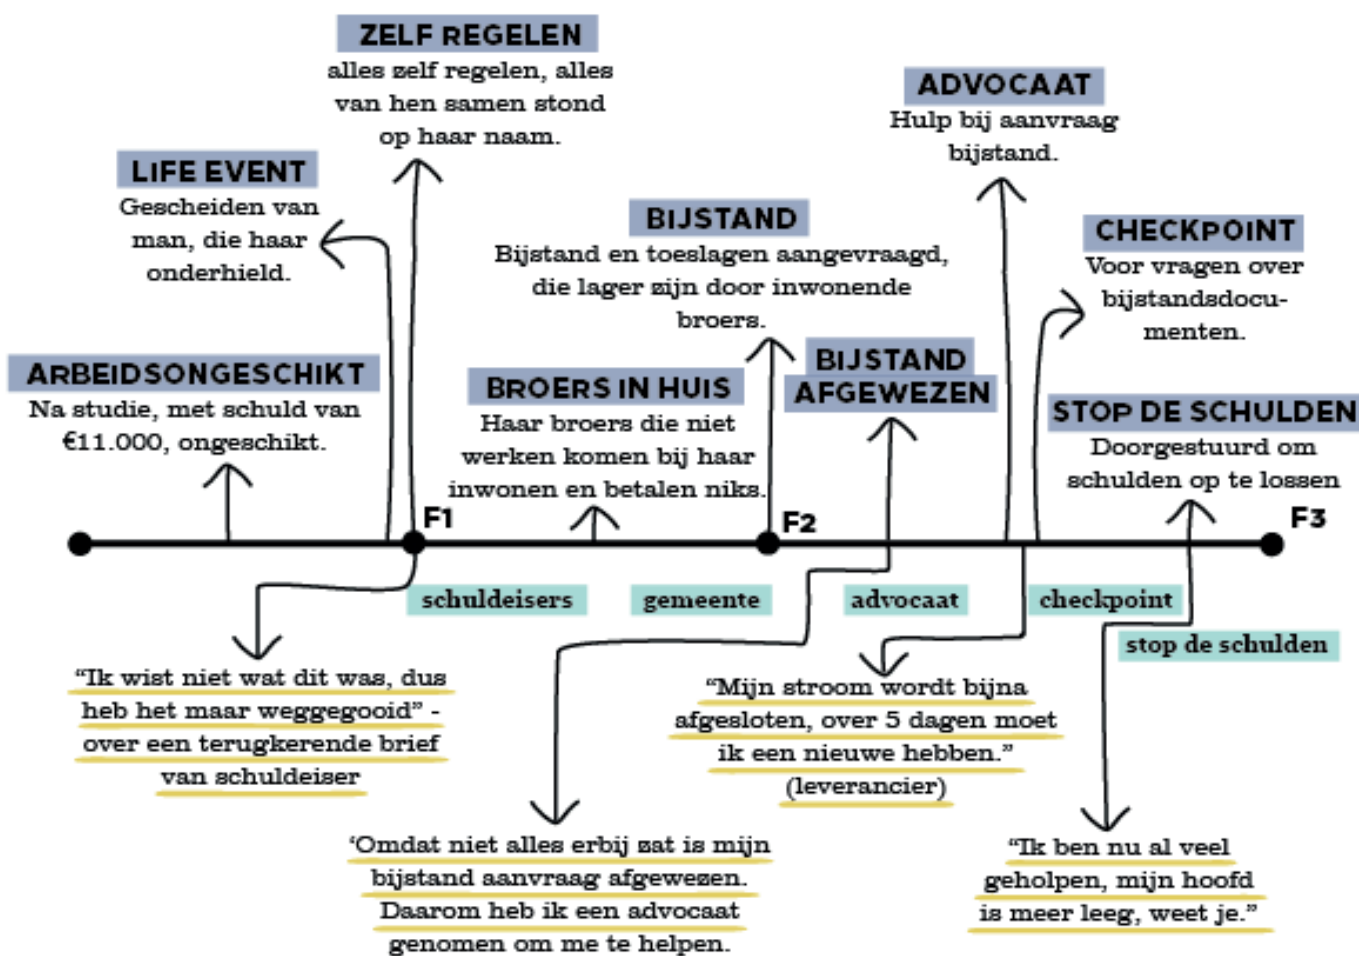 ZELF REGELEN
alles zelf regelen, alles
van hen samen stond
op haar naam.
ADVOCAAT
Hulp bij aanvraag
bijstand.
LIFE EVENT
Gescheiden van
man, die haar
onderhield.
BIJSTAND
Bijstand en toeslagen aangevraagd,
die lager zijn door inwonende
broers.
CHECKPOINT
Voor vragen over
bijstandsdocu-
menten.
ARBEIDSONGESCHIKT
Na studie, met schuld van
€11.000, ongeschikt.
BROERS IN HUIS
Haar broers die niet
werken komen bij haar
inwonen en betalen niks.
BIJSTAND
AFGEWEZEN
STOP DE SCHULDEN
Doorgestuurd om
schulden op te lossen
F1
F2
F3
schuldeisers
gemeente
advocaat
checkpoint
stop de schulden
"Ik wist niet wat dit was, dus
heb het maar weggegooid" -
over een terugkerende brief
van schuldeiser
"Mijn stroom wordt bijna
afgesloten, over 5 dagen moet
ik een nieuwe hebben."
(leverancier)
'Omdat niet alles erbij zat is mijn
bijstand aanvraag afgewezen.
Daarom heb ik een advocaat
genomen om me te helpen.
"Ik ben nu al veel
geholpen, mijn hoofd
is meer leeg, weet je."